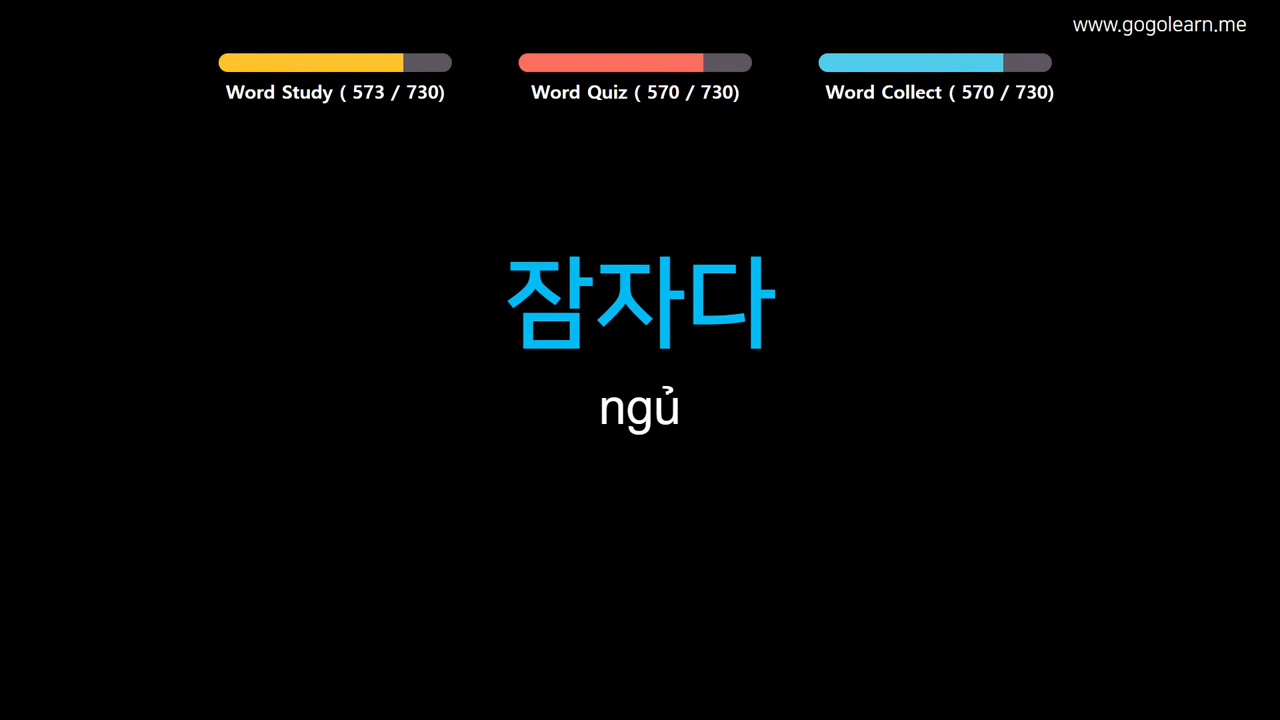 www.gogolearn.me
Word Study ( 573 / 730)
Word Quiz ( 570 / 730)
Word Collect ( 570 / 730)
잠자다
ngủ